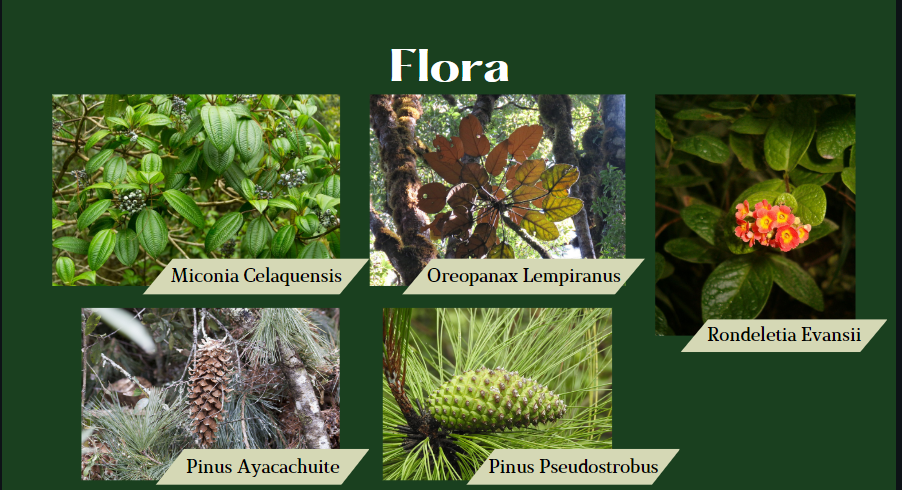 Flora
Miconia Celaquensis
Oreopanax Lempiranus
Rondeletia Evansii
Pinus Ayacachuite
Pinus Pseudostrobus